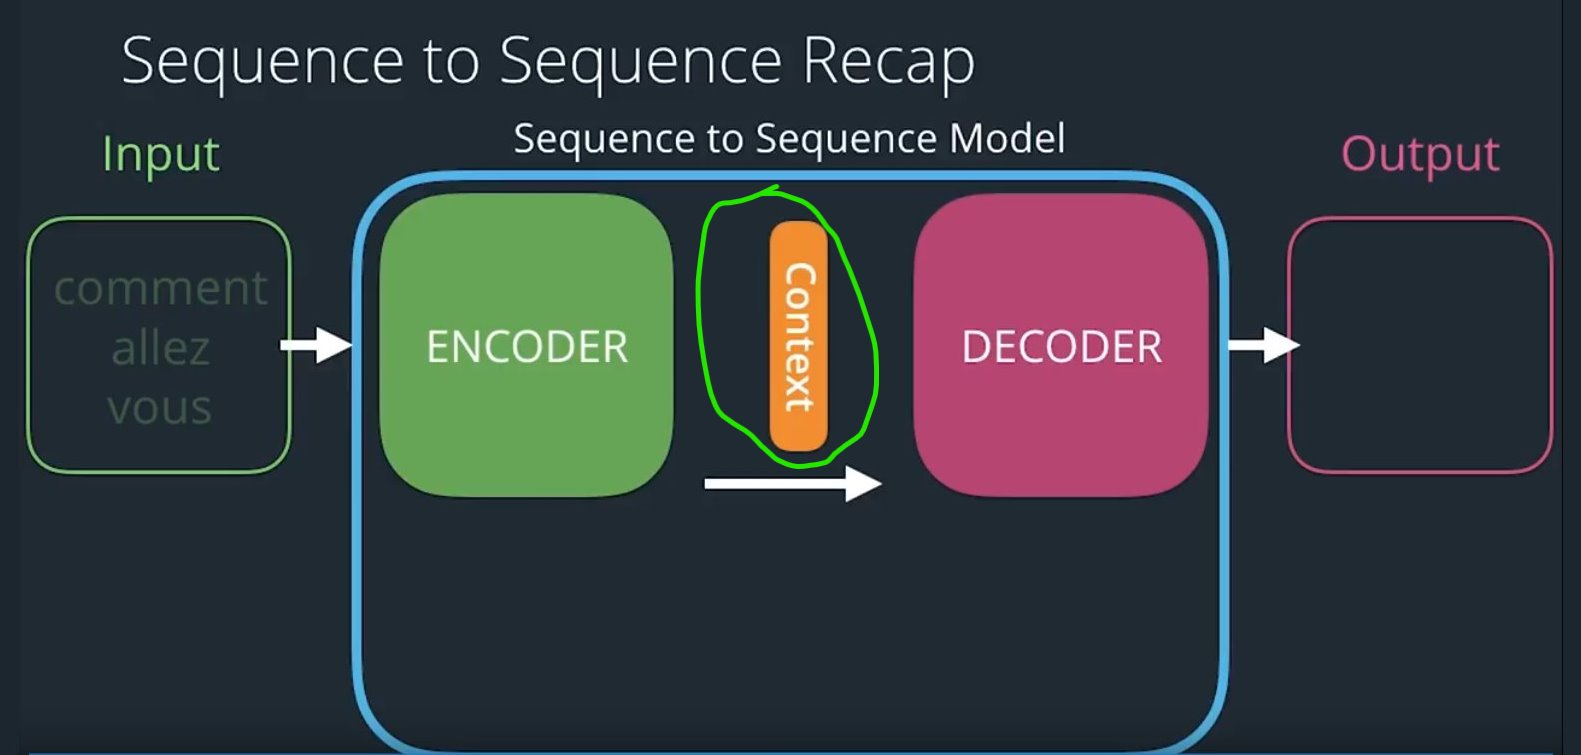 Sequence to Sequence Recap
Input
Sequence to Sequence Model
Output
comment
allez
vous
ENCODER
Context
DECODER